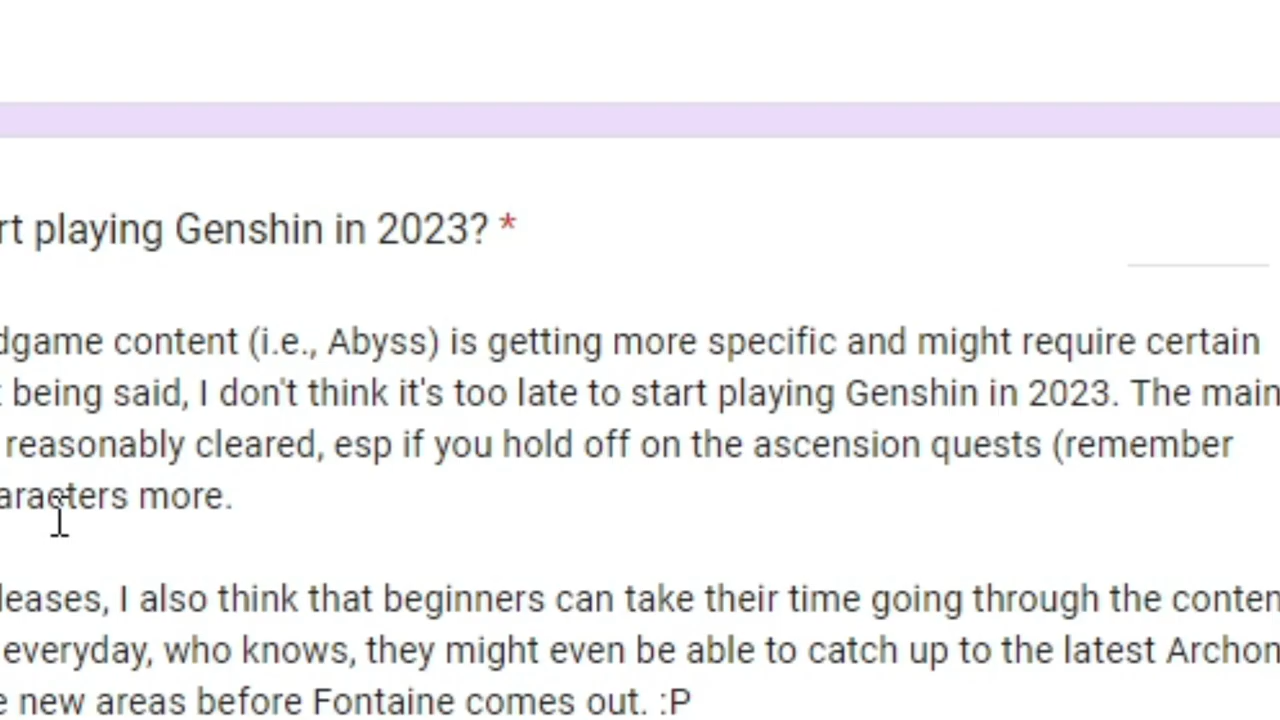 rt playing Genshin in 2023? *
dgame content (i.e., Abyss) is getting more specific and might require certain
t being said, I don't think it's too late to start playing Genshin in 2023. The main
reasonably cleared, esp if you hold off on the ascension quests (remember
aracters more.
leases, I also think that beginners can take their time going through the conten
everyday, who knows, they might even be able to catch up to the latest Archon
e new areas before Fontaine comes out. :P